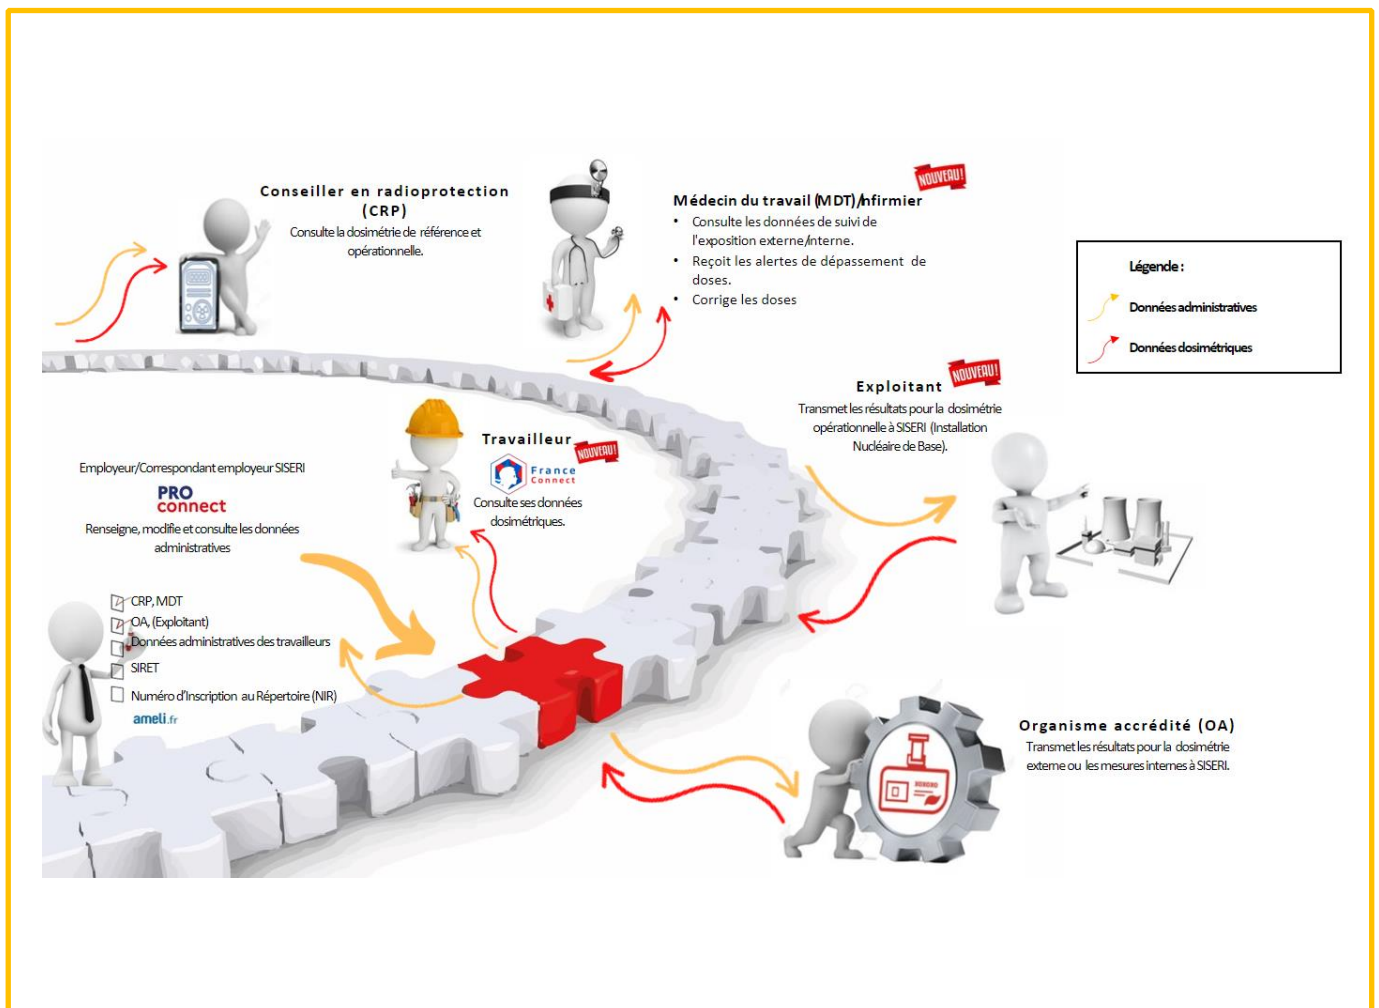 Conseiller en radioprotection
(CRP)
Consulte la dosimétrie de référence et
opérationnelle.
NOUVEAU!
Médecin du travail (MDT)/Infirmier
• Consulte les données de suivi de
l'exposition externe/interne.
• Reçoit les alertes de dépassement de
doses.
• Corrige les doses
Légende :
Données administratives
Données dosimétriques
Exploitant
NOUVEAU!
Transmet les résultats pour la dosimétrie
opérationnelle à SISERI (Installation
Nucléaire de Base).
Travailleur
NOUVEAU!
France
Connect
Consulte ses données
dosimétriques.
Employeur/Correspondant employeur SISERI
PRO
connect
Renseigne, modifie et consulte les données
administratives
CRP, MDT
OA, (Exploitant)
Données administratives des travailleurs
SIRET
Numéro d'Inscription au Répertoire (NIR)
ameli.fr
Organisme accrédité (OA)
Transmet les résultats pour la dosimétrie
externe ou les mesures internes à SISERI.